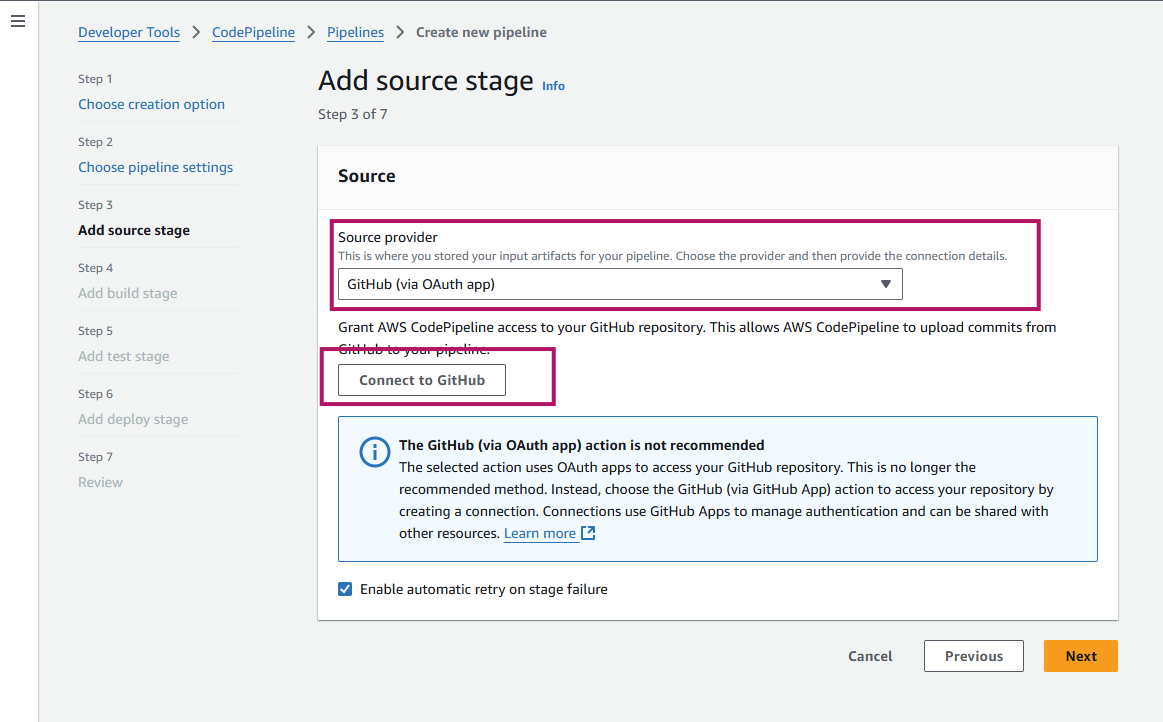 Developer Tools > CodePipeline > Pipelines > Create new pipeline
Step 1
Choose creation option
Step 2
Choose pipeline settings
Step 3
Add source stage
Step 4
Add build stage
Step 5
Add test stage
Step 6
Add deploy stage
Step 7
Review
Add source stage Info
Step 3 of 7
Source
Source provider
This is where you stored your input artifacts for your pipeline. Choose the provider and then provide the connection details.
GitHub (via OAuth app)
Grant AWS CodePipeline access to your GitHub repository. This allows AWS CodePipeline to upload commits from
GitHub to your pipeline.
Connect to GitHub
The GitHub (via OAuth app) action is not recommended
The selected action uses OAuth apps to access your GitHub repository. This is no longer the
recommended method. Instead, choose the GitHub (via GitHub App) action to access your repository by
creating a connection. Connections use GitHub Apps to manage authentication and can be shared with
other resources. Learn more
Enable automatic retry on stage failure
Cancel Previous Next